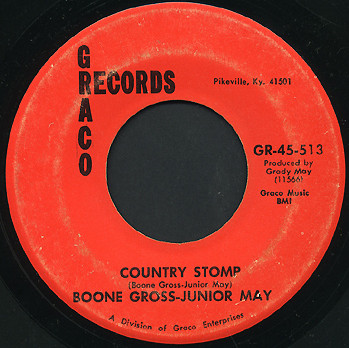 GRACO
RECORDS
Pikeville, Ky. 41501
GR-45-513
Produced by
Grady May
(11566)
Graco Music
BMI
COUNTRY STOMP
(Boone Gross-Junior May)
BOONE GROSS-JUNIOR MAY
A Division of Graco Enterprises